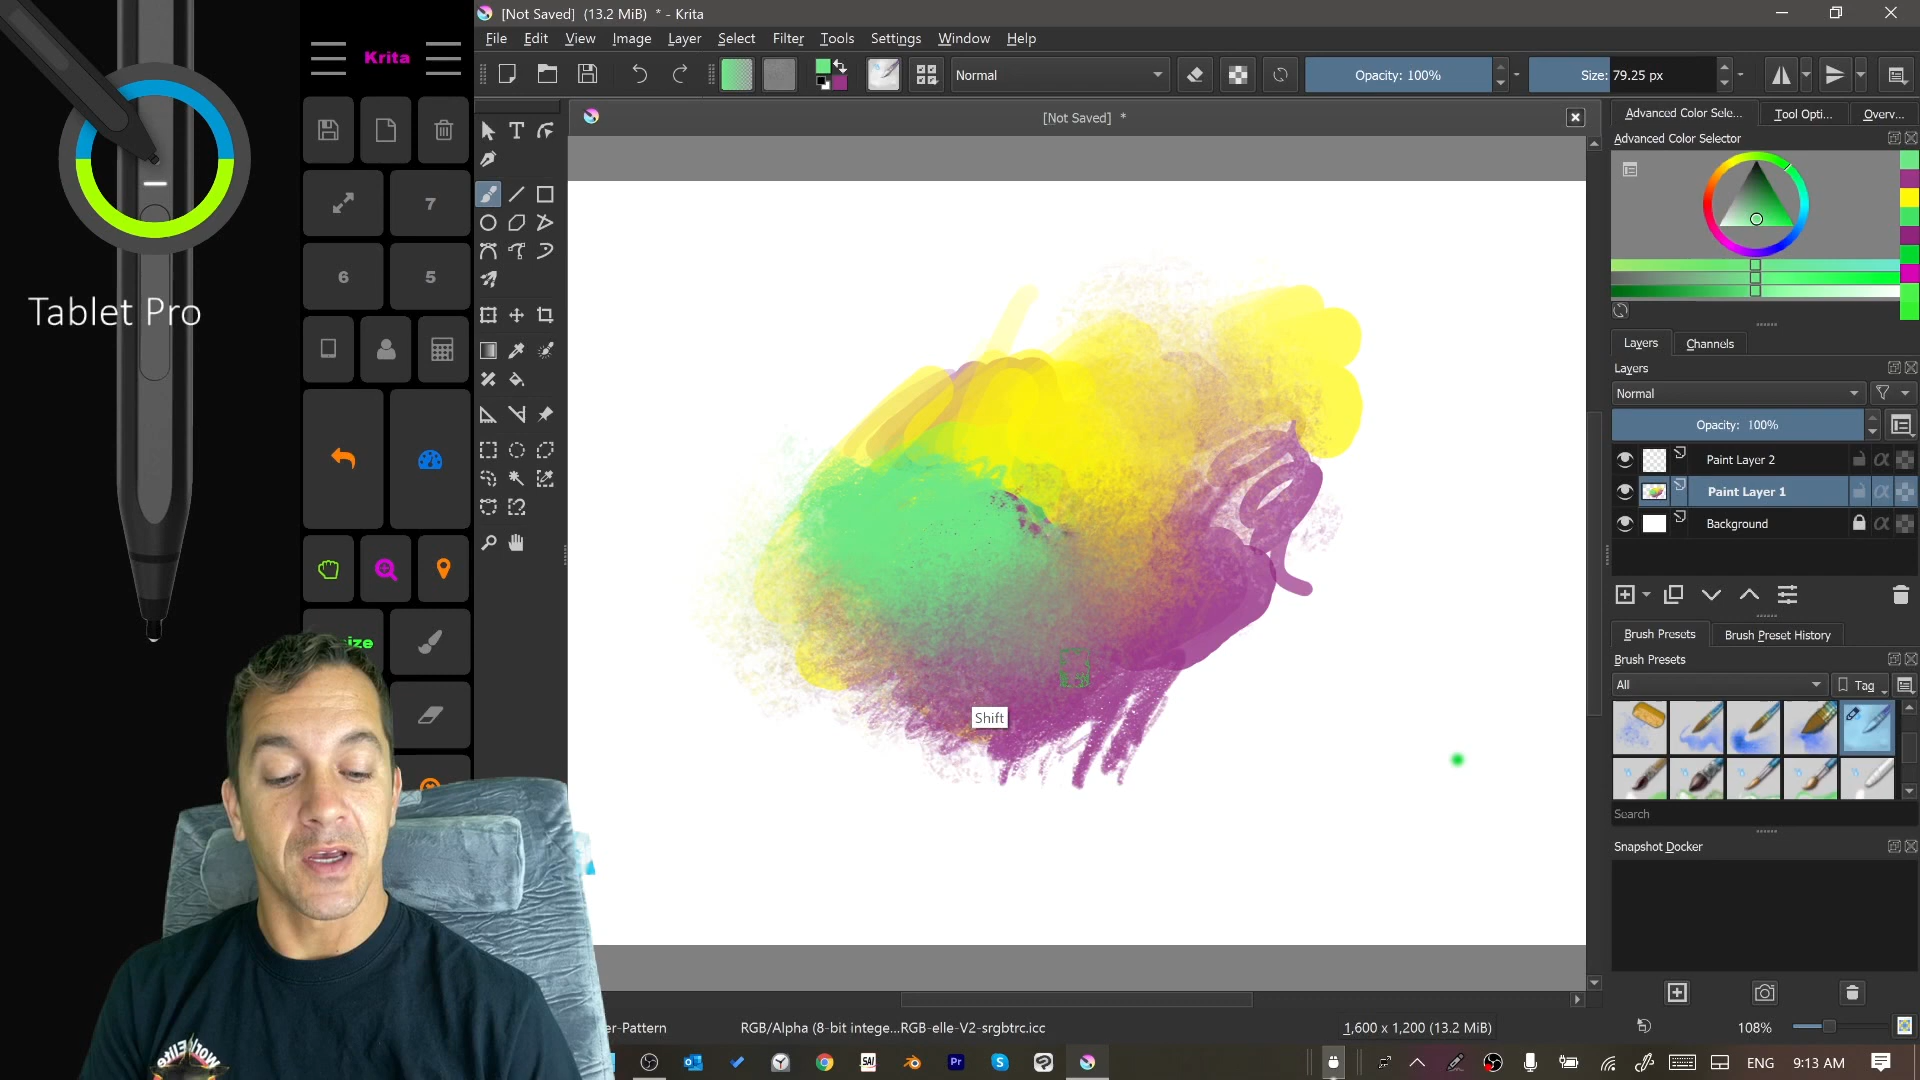 [Not Saved]  (13.2 MiB)  * - Krita
File Edit View Image Layer Select Filter Tools Settings Window Help
Krita
Normal
Opacity: 100%
Size: 79.25 px
[Not Saved]  *
Advanced Color Sele...
Tool Opti...
Overv...
Advanced Color Selector
7
6
5
Tablet Pro
Layers
Channels
Layers
Normal
Opacity:  100%
Paint Layer 2
Paint Layer 1
Background
Shift
Brush Presets
Brush Preset History
Brush Presets
All
Tag
Search
Snapshot Docker
er-Pattern
RGB/Alpha (8-bit intege...RGB-elle-V2-srgbtrc.icc
1,600 x 1,200 (13.2 MiB)
108%
SAI
Pr
ENG
9:13 AM